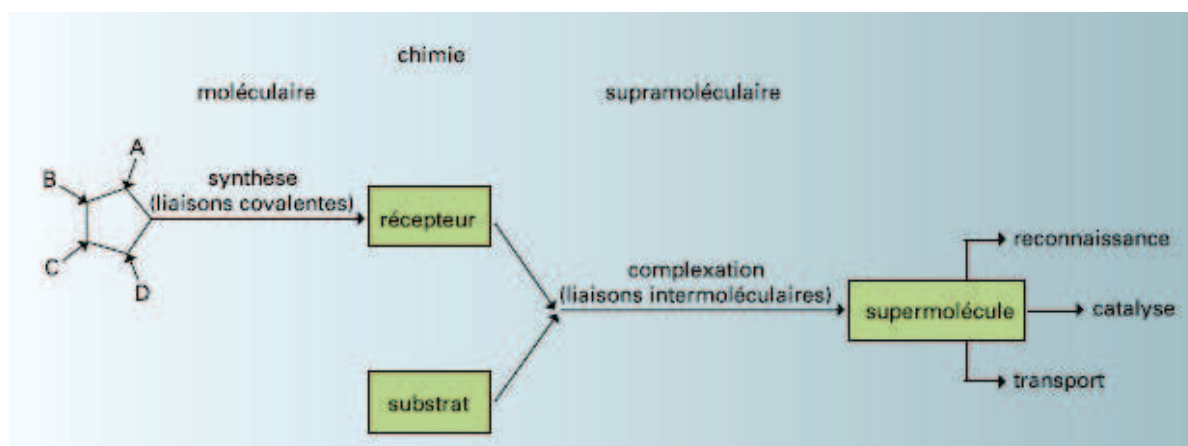 chimie
moléculaire
supramoléculaire
A
B
C
D
synthèse
(liaisons covalentes)
récepteur
substrat
complexation
(liaisons intermoléculaires)
supermolécule
reconnaissance
catalyse
transport